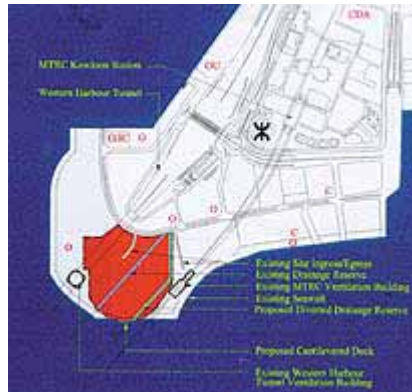 CDA
MTRC Kowloon Station
OU
Western Harbour Tunnel
G/IC O
C
O
O
C
O
O
Existing Site Ingress/Egress
Existing Drainage Reserve
Existing MTRC Ventilation Building
Existing Seawall
Proposed Diverted Drainage Reserve
Proposed Cantilevered Deck
Existing Western Harbour
Tunnel Ventilation Building